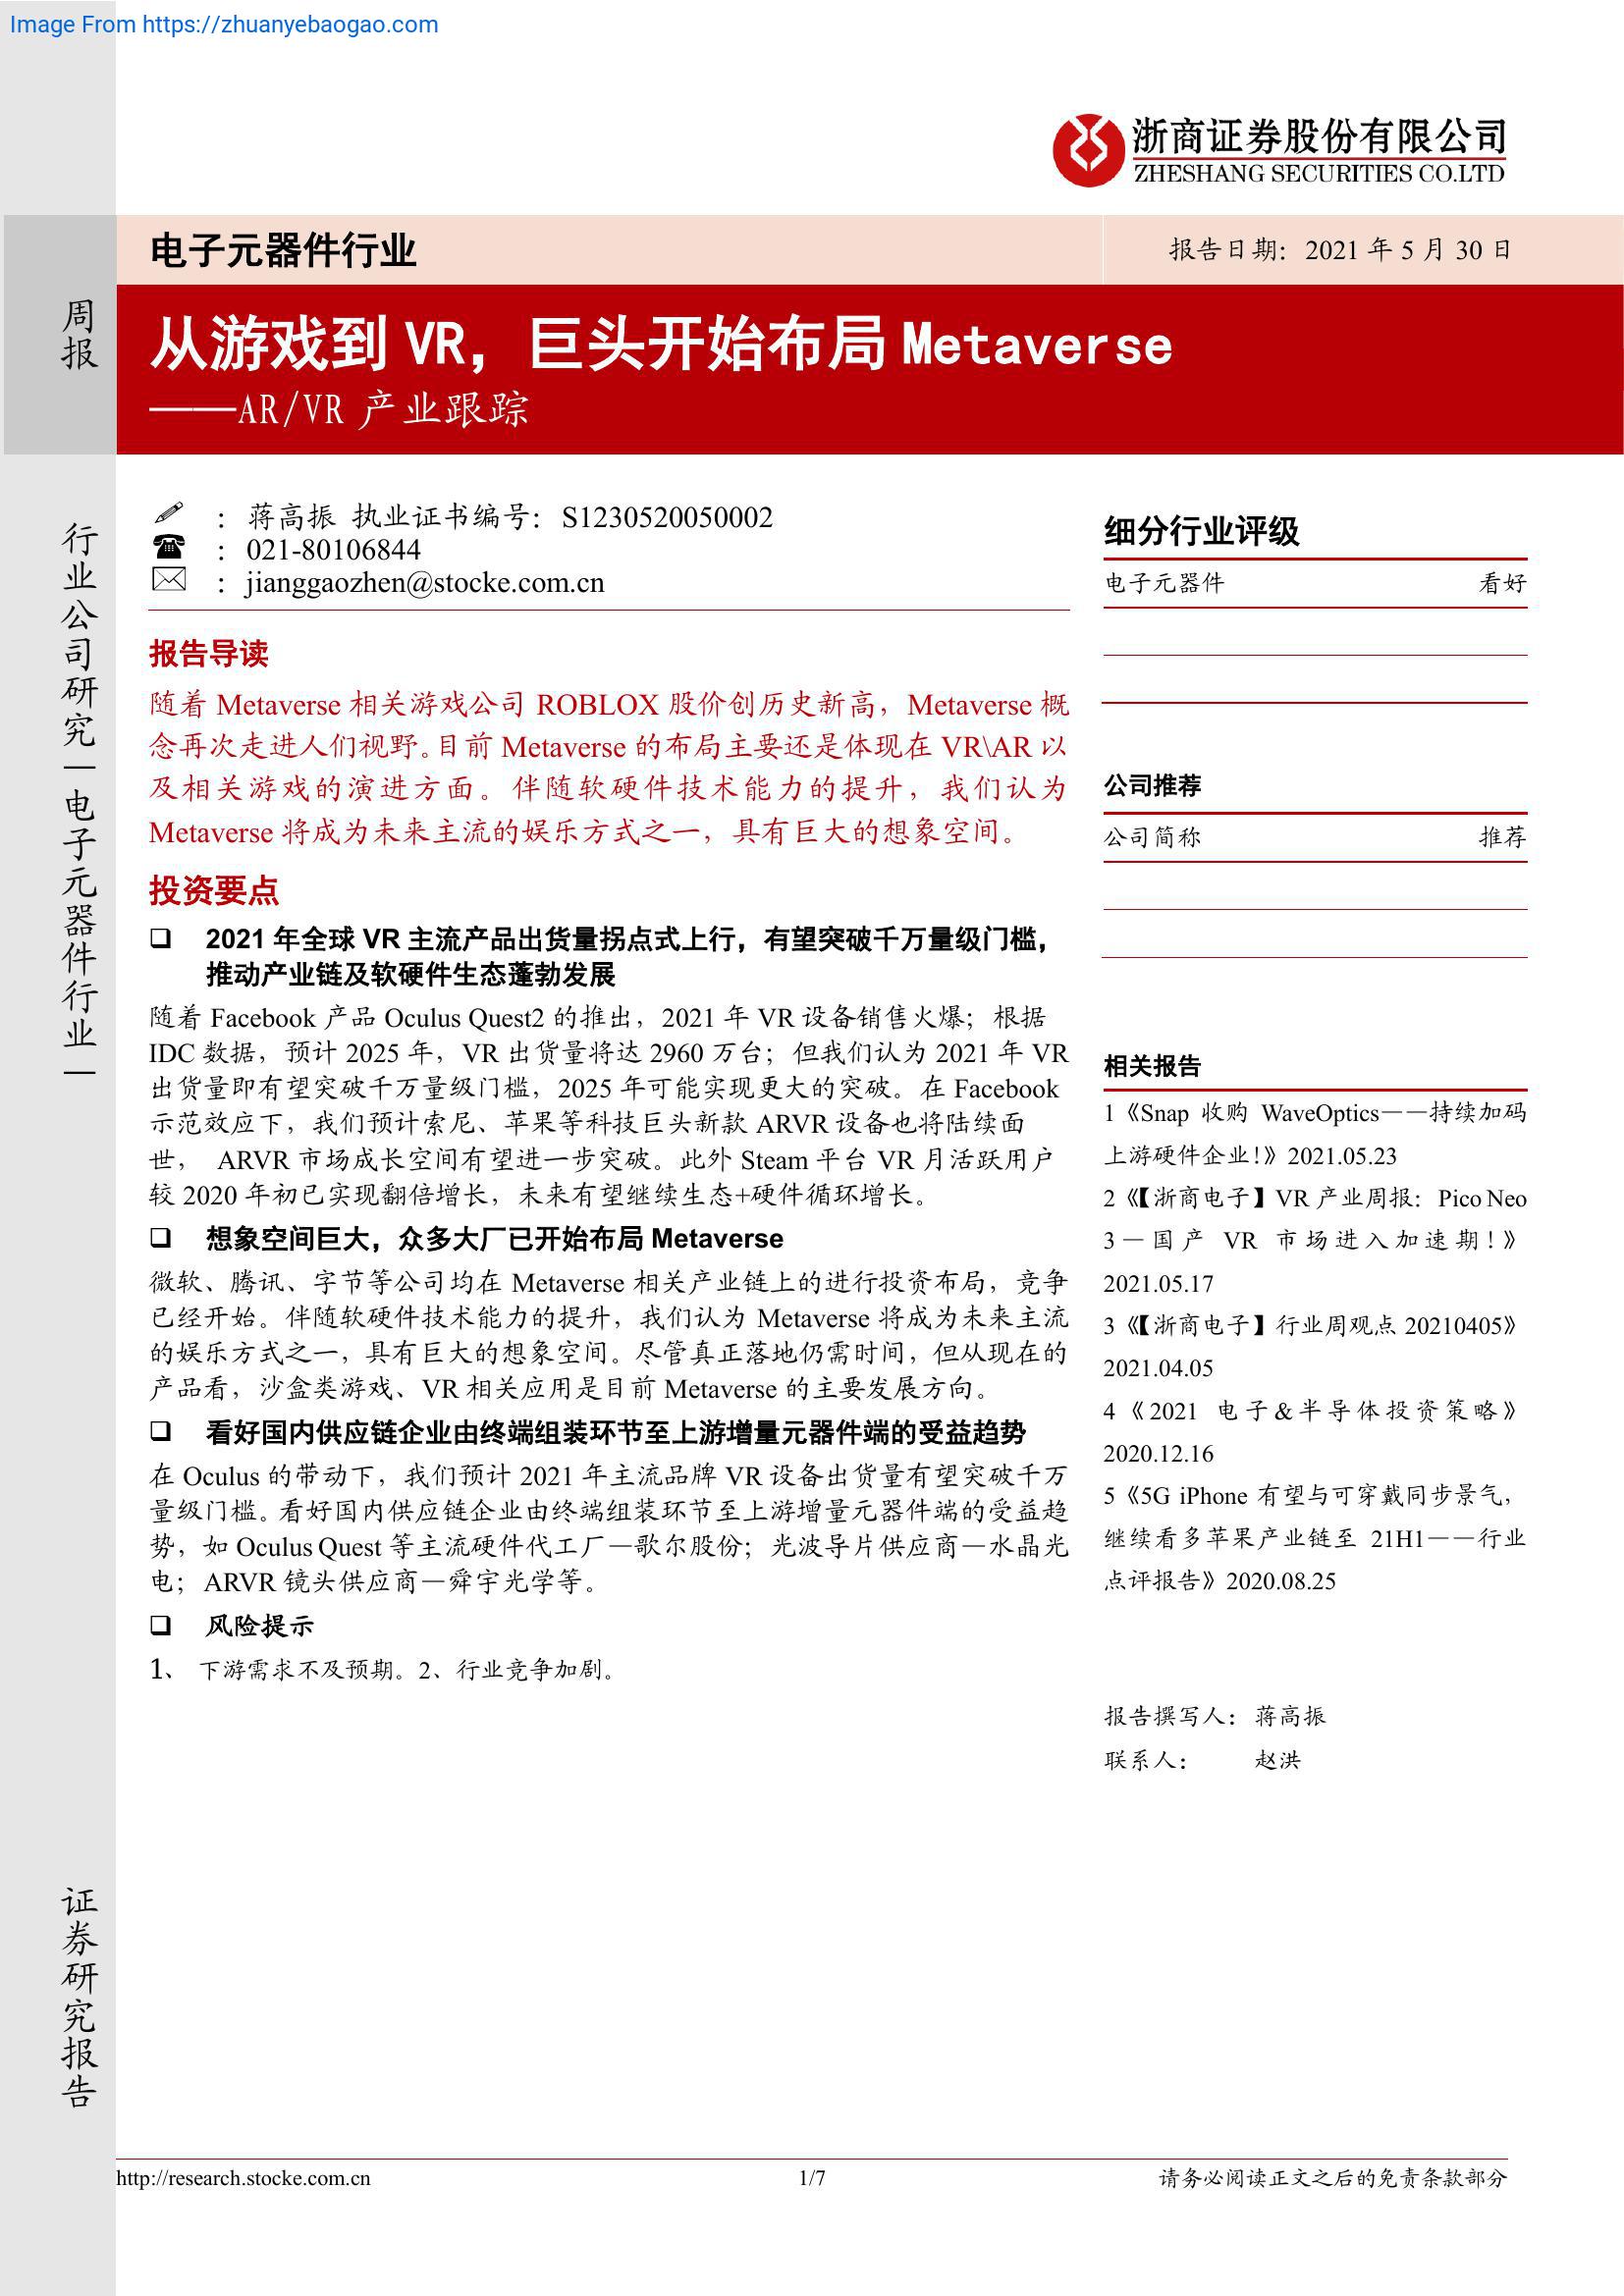 Image From https://zhuanyebaogao.com
浙商证券股份有限公司
ZHESHANG SECURITIES CO.LTD
电子元器件行业
报告日期：2021 年 5 月 30 日
周报
从游戏到 VR，巨头开始布局 Metaverse
——AR/VR 产业跟踪
行业公司研究｜电子元器件行业｜
：蒋高振 执业证书编号：S1230520050002
：021-80106844
：jianggaozhen@stocke.com.cn
报告导读
随着 Metaverse 相关游戏公司 ROBLOX 股价创历史新高，Metaverse 概
念再次走进人们视野。目前 Metaverse 的布局主要还是体现在 VR\AR 以
及相关游戏的演进方面。伴随软硬件技术能力的提升，我们认为
Metaverse 将成为未来主流的娱乐方式之一，具有巨大的想象空间。
投资要点
❑ 2021 年全球 VR 主流产品出货量拐点式上行，有望突破千万量级门槛，
推动产业链及软硬件生态蓬勃发展
随着 Facebook 产品 Oculus Quest2 的推出，2021 年 VR 设备销售火爆；根据
IDC 数据，预计 2025 年，VR 出货量将达 2960 万台；但我们认为 2021 年 VR
出货量即有望突破千万量级门槛，2025 年可能实现更大的突破。在 Facebook
示范效应下，我们预计索尼、苹果等科技巨头新款 ARVR 设备也将陆续面
世， ARVR 市场成长空间有望进一步突破。此外 Steam 平台 VR 月活跃用户
较 2020 年初已实现翻倍增长，未来有望继续生态+硬件循环增长。
❑ 想象空间巨大，众多大厂已开始布局 Metaverse
微软、腾讯、字节等公司均在 Metaverse 相关产业链上的进行投资布局，竞争
已经开始。伴随软硬件技术能力的提升，我们认为 Metaverse 将成为未来主流
的娱乐方式之一，具有巨大的想象空间。尽管真正落地仍需时间，但从现在的
产品看，沙盒类游戏、VR 相关应用是目前 Metaverse 的主要发展方向。
❑ 看好国内供应链企业由终端组装环节至上游增量元器件端的受益趋势
在 Oculus 的带动下，我们预计 2021 年主流品牌 VR 设备出货量有望突破千万
量级门槛。看好国内供应链企业由终端组装环节至上游增量元器件端的受益趋
势，如 Oculus Quest 等主流硬件代工厂—歌尔股份；光波导片供应商—水晶光
电；ARVR 镜头供应商—舜宇光学等。
❑ 风险提示
1、 下游需求不及预期。2、行业竞争加剧。
细分行业评级
电子元器件 看好
公司推荐
公司简称 推荐
相关报告
1《Snap 收购 WaveOptics——持续加码
上游硬件企业!》2021.05.23
2《【浙商电子】VR 产业周报：Pico Neo
3 — 国产 VR 市场进入加速期！》
2021.05.17
3《【浙商电子】行业周观点 20210405》
2021.04.05
4《2021 电子&半导体投资策略》
2020.12.16
5《5G iPhone 有望与可穿戴同步景气，
继续看多苹果产业链至 21H1——行业
点评报告》2020.08.25
报告撰写人：蒋高振
联系人： 赵洪
证券研究报告
http://research.stocke.com.cn
1/7
请务必阅读正文之后的免责条款部分